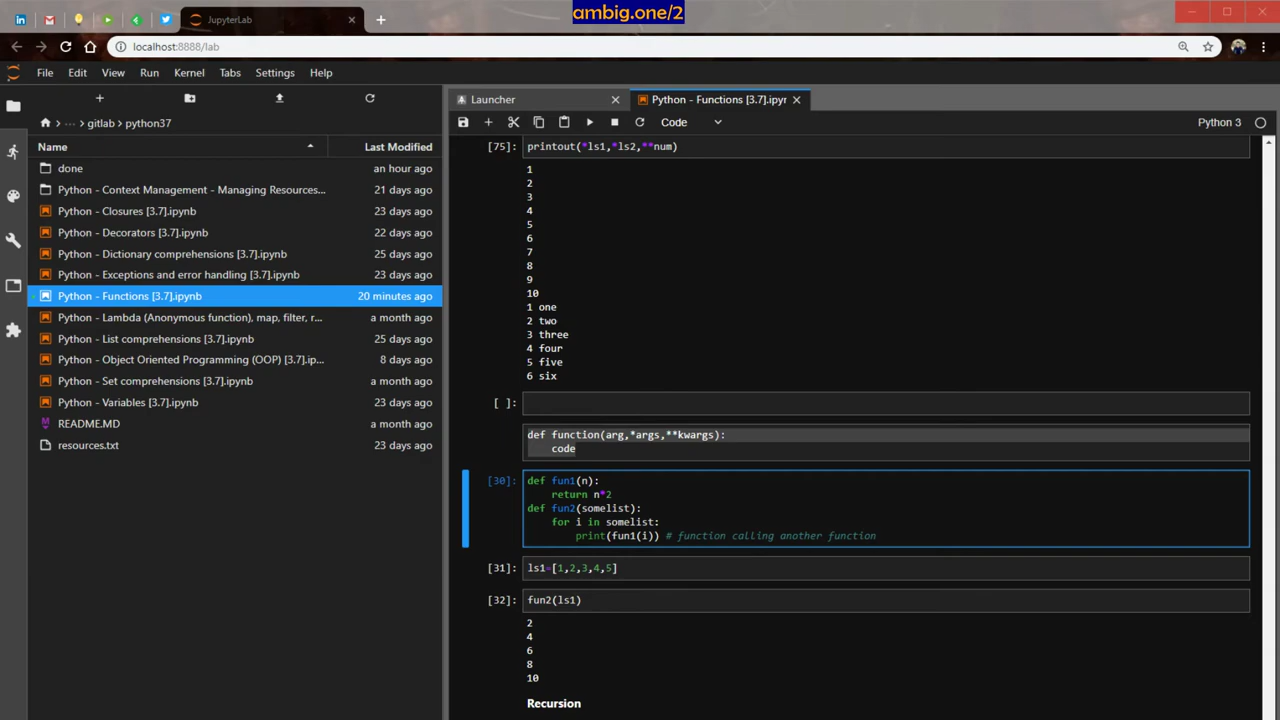 ambig.one/2
JupyterLab
localhost:8888/lab
File Edit View Run Kernel Tabs Settings Help
gitlab > python37
Name Last Modified
done an hour ago
Python - Context Management - Managing Resources... 21 days ago
Python - Closures [3.7].ipynb 23 days ago
Python - Decorators [3.7].ipynb 22 days ago
Python - Dictionary comprehensions [3.7].ipynb 25 days ago
Python - Exceptions and error handling [3.7].ipynb 23 days ago
Python - Functions [3.7].ipynb 20 minutes ago
Python - Lambda (Anonymous function), map, filter, r... a month ago
Python - List comprehensions [3.7].ipynb 25 days ago
Python - Object Oriented Programming (OOP) [3.7].ip... 8 days ago
Python - Set comprehensions [3.7].ipynb a month ago
Python - Variables [3.7].ipynb 23 days ago
README.MD a month ago
resources.txt 23 days ago
Launcher
Python - Functions [3.7].ipyn
Code
Python 3
[75]: printout(*ls1,*ls2,**num)
1
2
3
4
5
6
7
8
9
10
1 one
2 two
3 three
4 four
5 five
6 six
[ ]:
def function(arg,*args,**kwargs):
code
[30]: def fun1(n):
return n*2
def fun2(somelist):
for i in somelist:
print(fun1(i)) # function calling another function
[31]: ls1=[1,2,3,4,5]
[32]: fun2(ls1)
2
4
6
8
10
Recursion